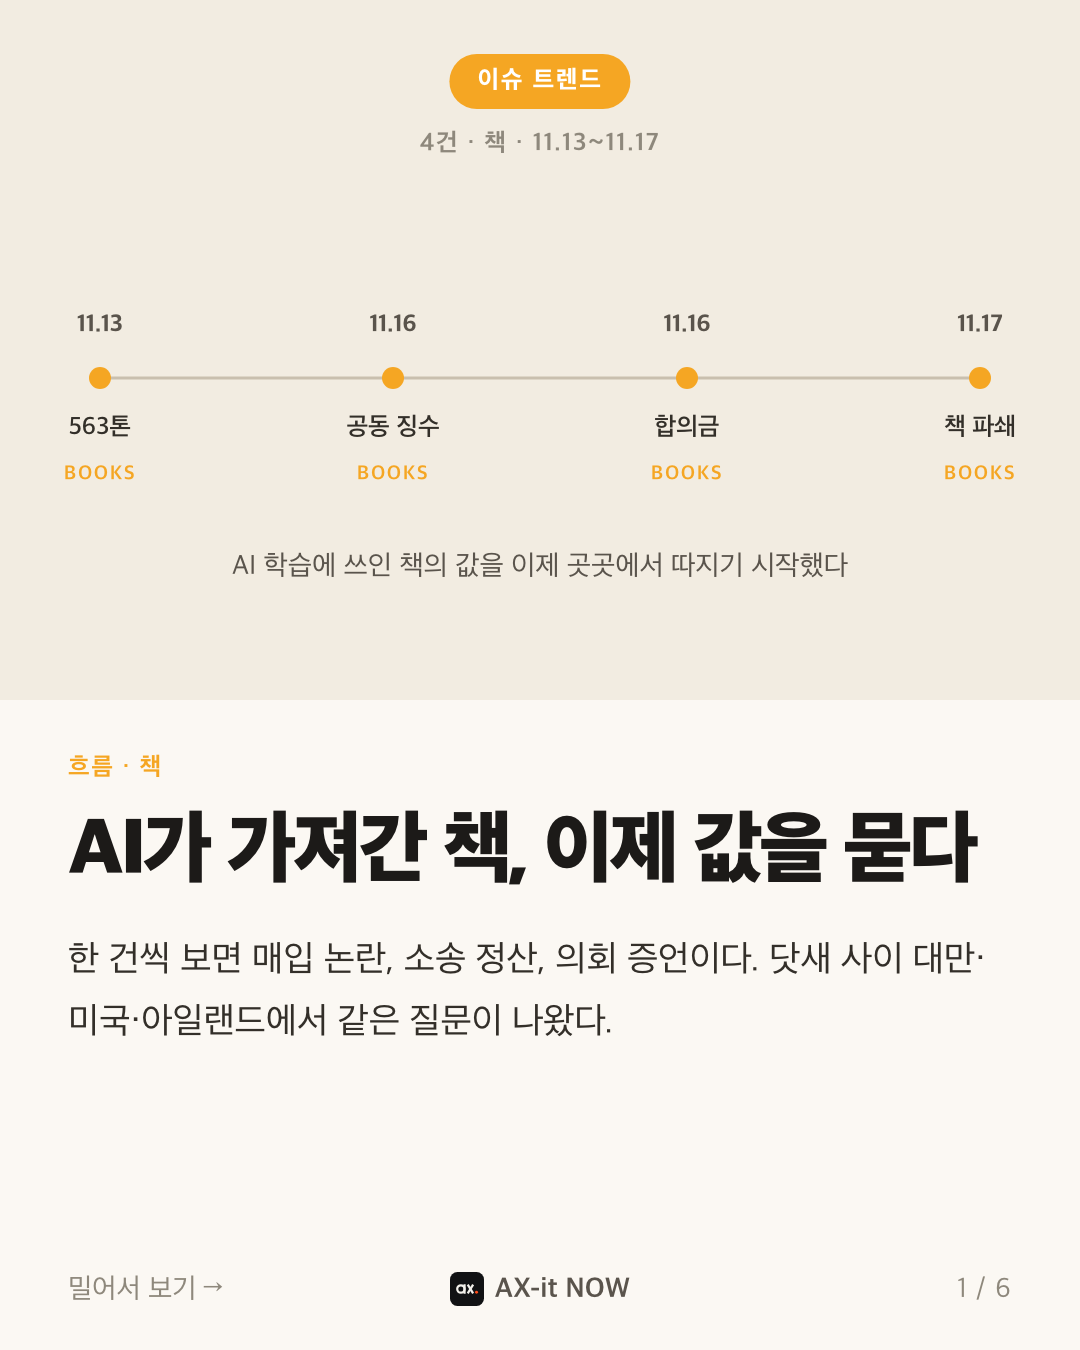 이슈 트렌드
4건 · 책 · 11.13~11.17
11.13 11.16 11.16 11.17
563톤 공동 징수 합의금 책 파쇄
BOOKS BOOKS BOOKS BOOKS
AI 학습에 쓰인 책의 값을 이제 곳곳에서 따지기 시작했다
흐름 · 책
AI가 가져간 책, 이제 값을 묻다
한 건씩 보면 매입 논란, 소송 정산, 의회 증언이다. 닷새 사이 대만·
미국·아일랜드에서 같은 질문이 나왔다.
밀어서 보기 → ax. AX-it NOW 1 / 6